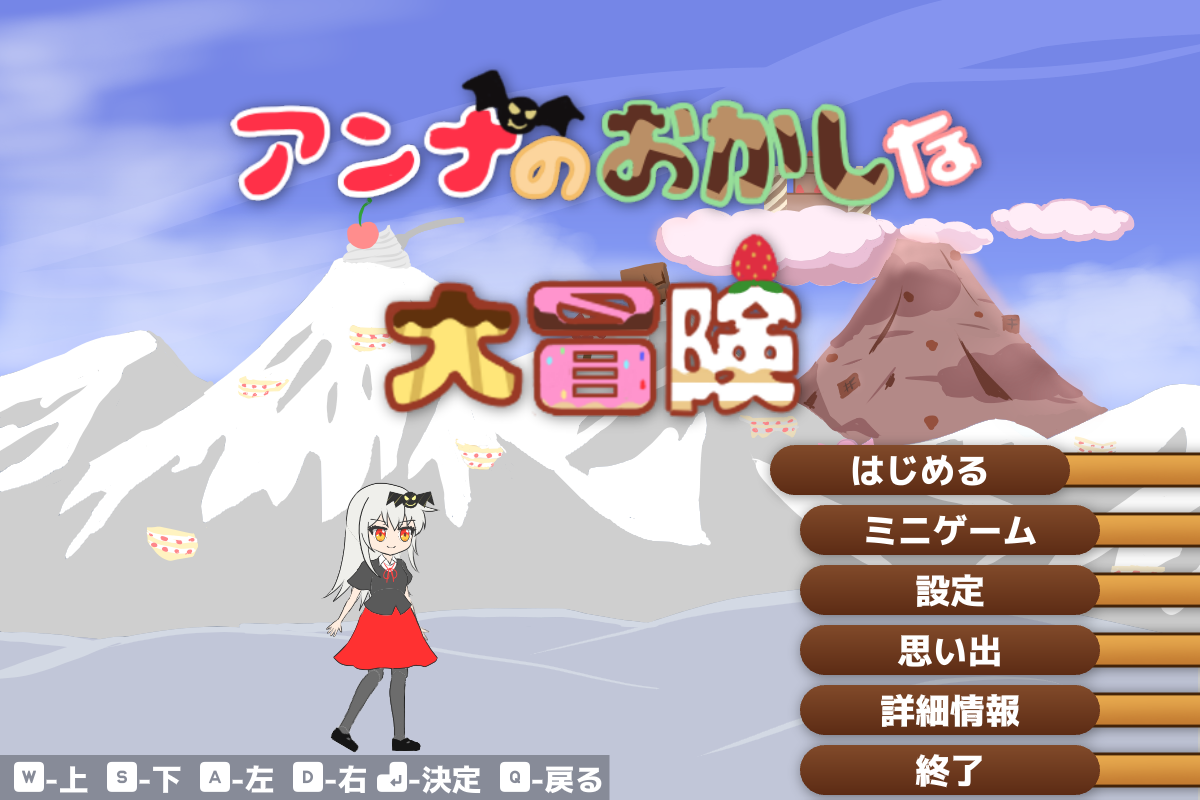 アンナのおかしな
大冒険
はじめる
ミニゲーム
設定
思い出
詳細情報
終了
W-上 S-下 A-左 D-右 ↵-決定 Q-戻る